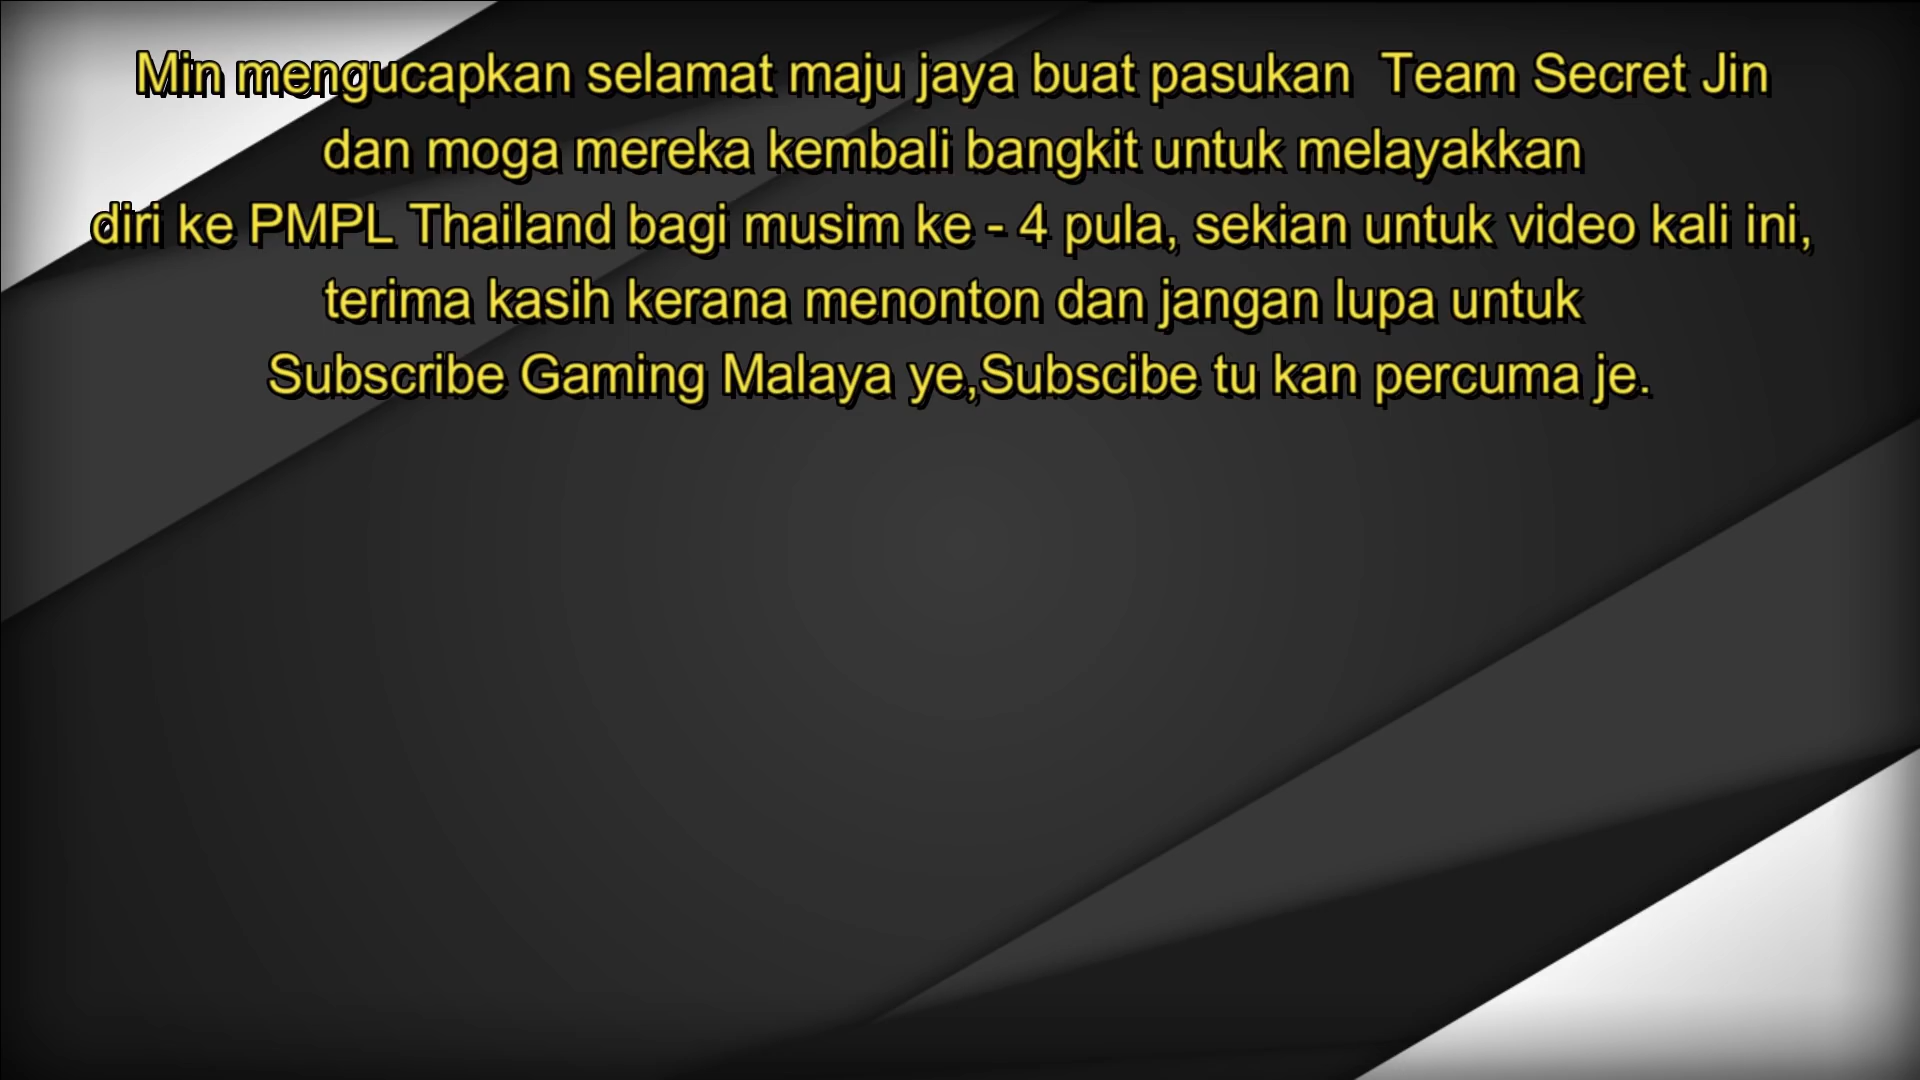 Min mengucapkan selamat maju jaya buat pasukan  Team Secret Jin
dan moga mereka kembali bangkit untuk melayakkan
diri ke PMPL Thailand bagi musim ke - 4 pula, sekian untuk video kali ini,
terima kasih kerana menonton dan jangan lupa untuk
Subscribe Gaming Malaya ye,Subscibe tu kan percuma je.